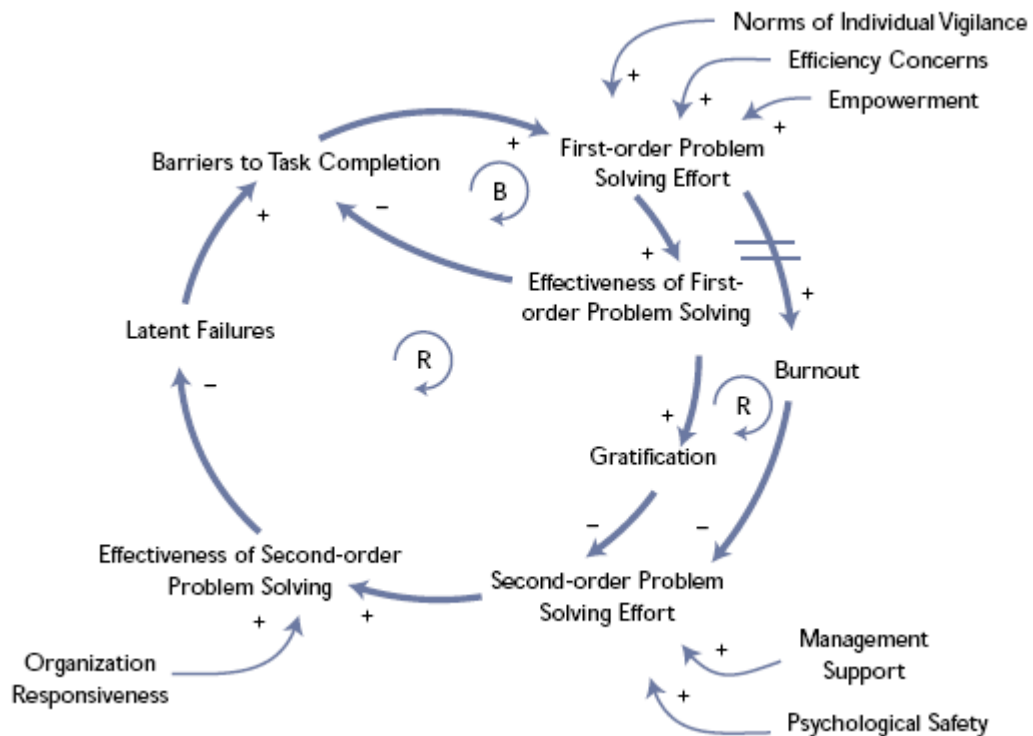 Norms of Individual Vigilance
+
Efficiency Concerns
+
Empowerment
+
+
First-order Problem
Solving Effort
Barriers to Task Completion
B
–
+
+
Effectiveness of First-
order Problem Solving
+
Latent Failures
R
Burnout
–
R
+
Gratification
–
–
Effectiveness of Second-order
Problem Solving
Second-order Problem
Solving Effort
+
+
Organization
Responsiveness
+
Management
Support
+
Psychological Safety